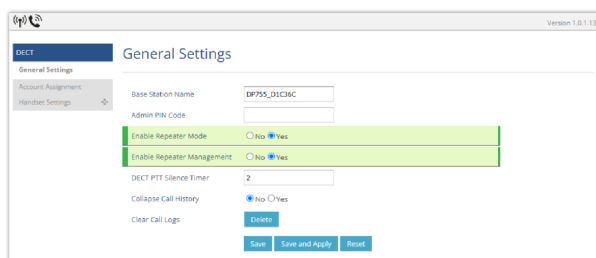 Version 1.0.1.13
DECT
General Settings
Account Assignment
Handset Settings
General Settings
Base Station Name DP755_D1C36C
Admin PIN Code
Enable Repeater Mode No Yes
Enable Repeater Management No Yes
DECT PTT Silence Timer 2
Collapse Call History No Yes
Clear Call Logs Delete
Save Save and Apply Reset